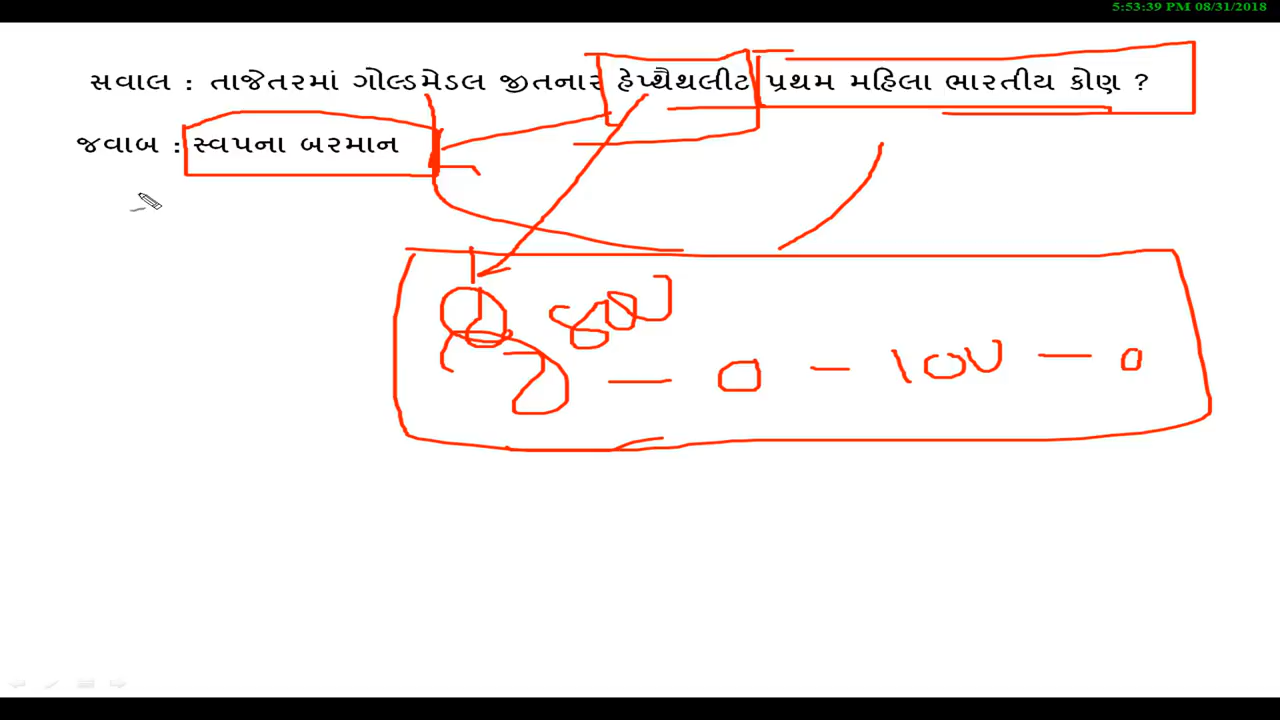 5:53:39 PM 08/31/2018
સવાલ : તાજેતરમાં ગોલ્ડમેડલ જીતનાર હેપ્થૈથલીટ પ્રથમ મહિલા ભારતીય કોણ ?
જવાબ : સ્વપના બરમાન